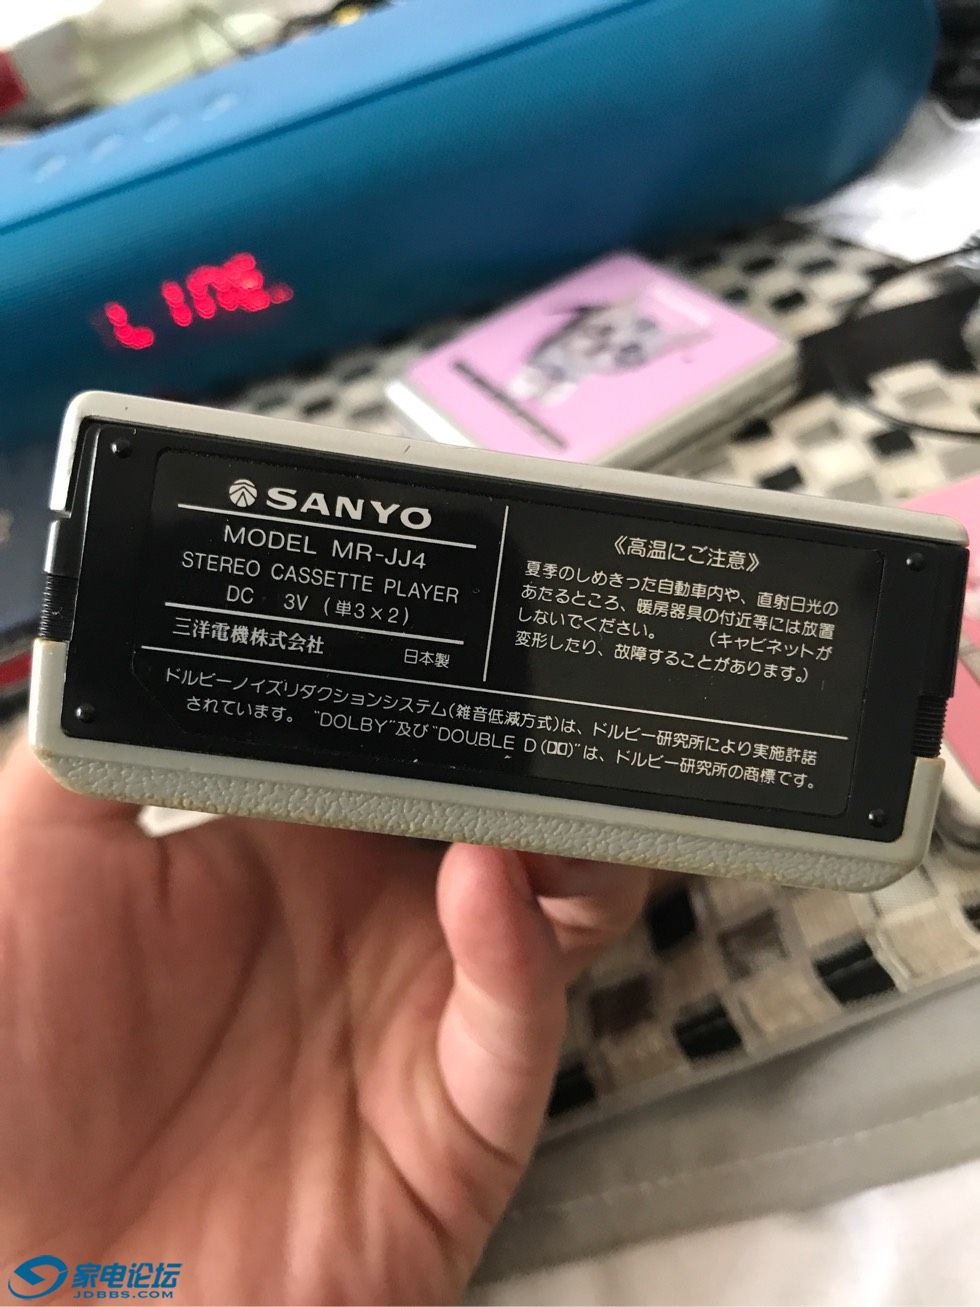 LINE
SANYO
MODEL MR-JJ4
STEREO CASSETTE PLAYER
DC 3V (単3×2)
三洋電機株式会社
日本製
《高温にご注意》
夏季のしめきった自動車内や、直射日光の
あたるところ、暖房器具の付近等には放置
しないでください。 (キャビネットが
変形したり、故障することがあります。)
ドルビーノイズリダクションシステム(雑音低減方式)は、ドルビー研究所により実施許諾
されています。 “DOLBY”及び“DOUBLE D(DD)”は、ドルビー研究所の商標です。
家电论坛
JDBBS.COM